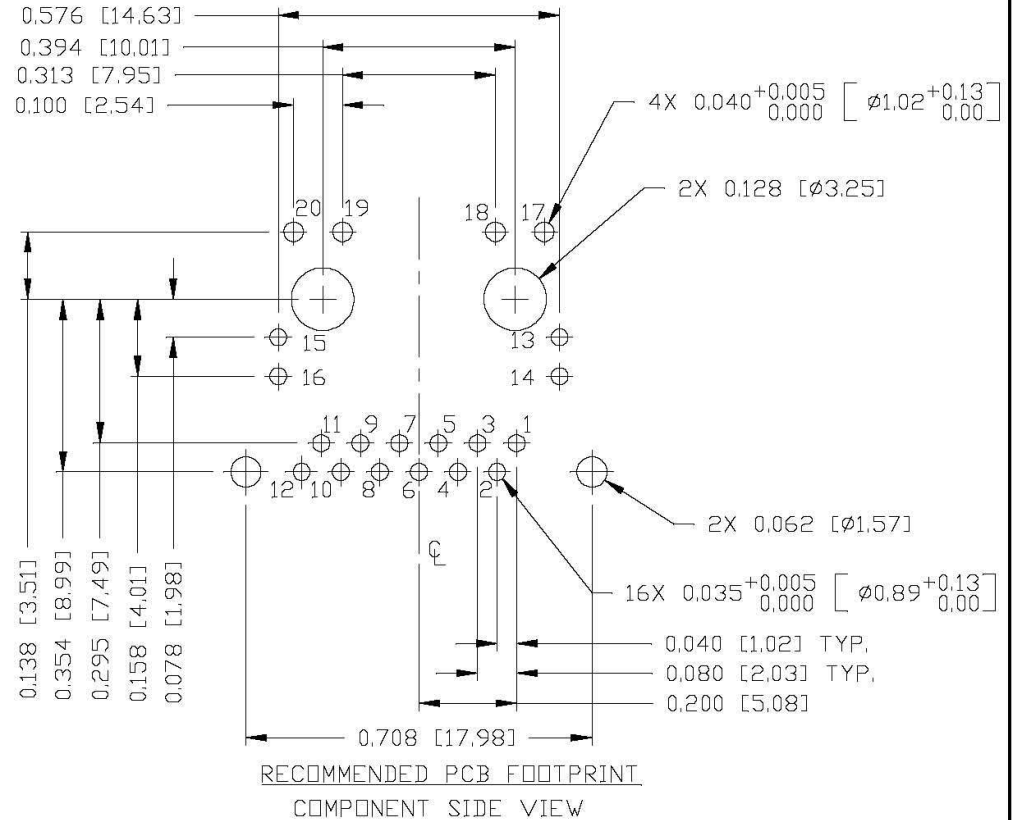 0,576 [14,63]
0,394 [10,01]
0,313 [7,95]
0,100 [2,54]
4X 0,040 +0,005 0,000 [ ø1,02 +0,13 0,00 ]
2X 0,128 [ø3,25]
20 19 18 17
15 13
16 14
11 9 7 5 3 1
12 10 8 6 4 2
2X 0,062 [ø1,57]
℄
16X 0,035 +0,005 0,000 [ ø0,89 +0,13 0,00 ]
0,138 [3,51]
0,354 [8,99]
0,295 [7,49]
0,158 [4,01]
0,078 [1,98]
0,040 [1,02] TYP,
0,080 [2,03] TYP,
0,200 [5,08]
0,708 [17,98]
RECOMMENDED PCB FOOTPRINT
COMPONENT SIDE VIEW